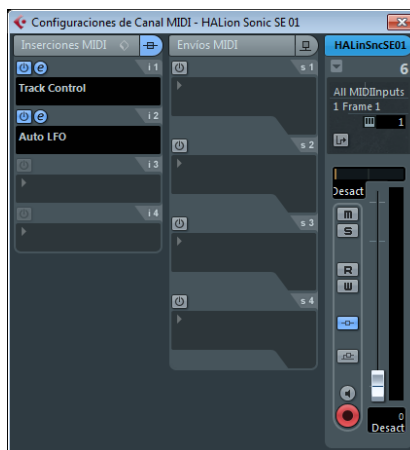 Configuraciones de Canal MIDI - HALion Sonic SE 01
Inserciones MIDI
Envíos MIDI
HALinSncSE01
e
i 1
s 1
6
Track Control
All MIDIInputs
1 Frame 1
1
e
i 2
Auto LFO
s 2
i 3
Desact
i 4
M
S
s 3
R
W
s 4
0
Desact